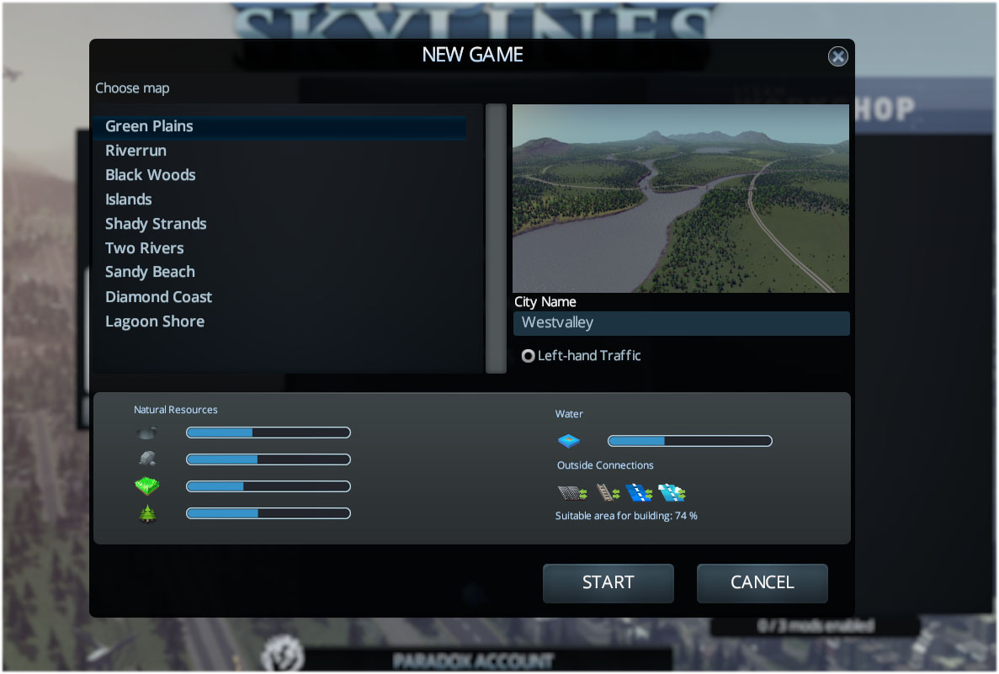 SKYLINES
NEW GAME
Choose map
HOP
Green Plains
Riverrun
Black Woods
Islands
Shady Strands
Two Rivers
Sandy Beach
Diamond Coast
Lagoon Shore
City Name
Westvalley
Left-hand Traffic
Natural Resources
Water
Outside Connections
Suitable area for building: 74 %
START
CANCEL
0 / 3 mods enabled
PARADOX ACCOUNT